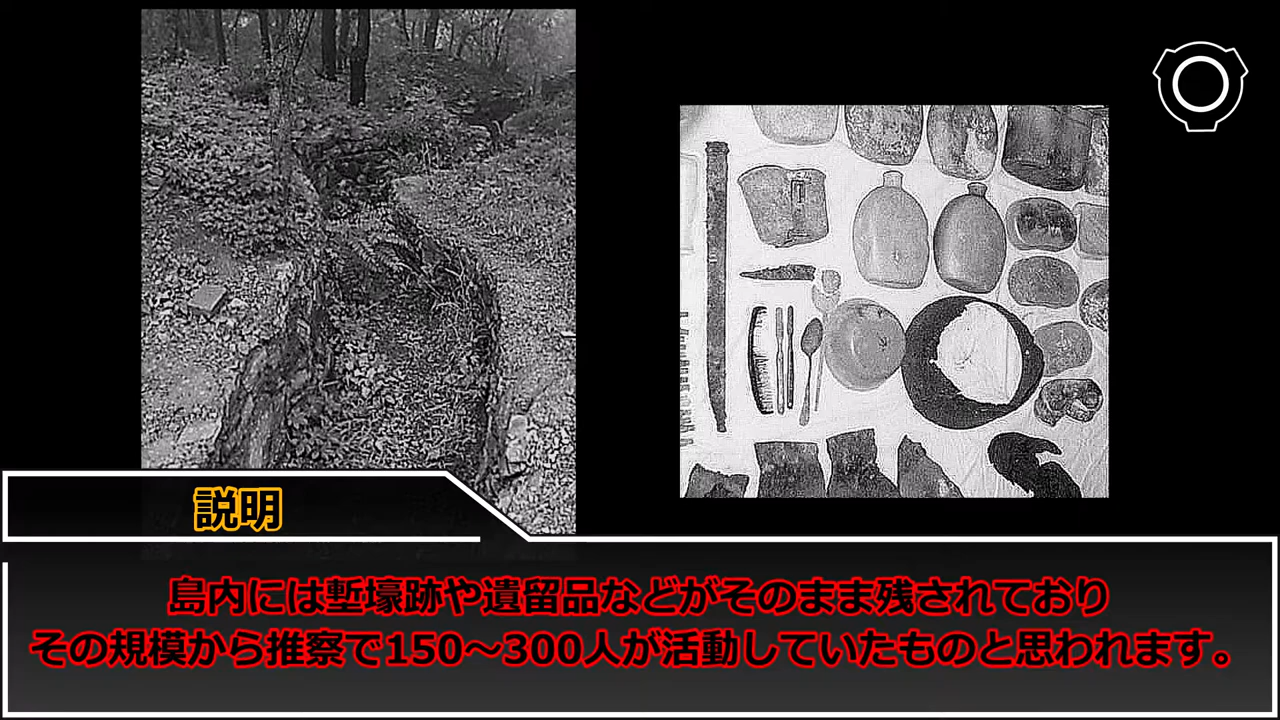 説明
島内には塹壕跡や遺留品などがそのまま残されており
その規模から推察で150～300人が活動していたものと思われます。